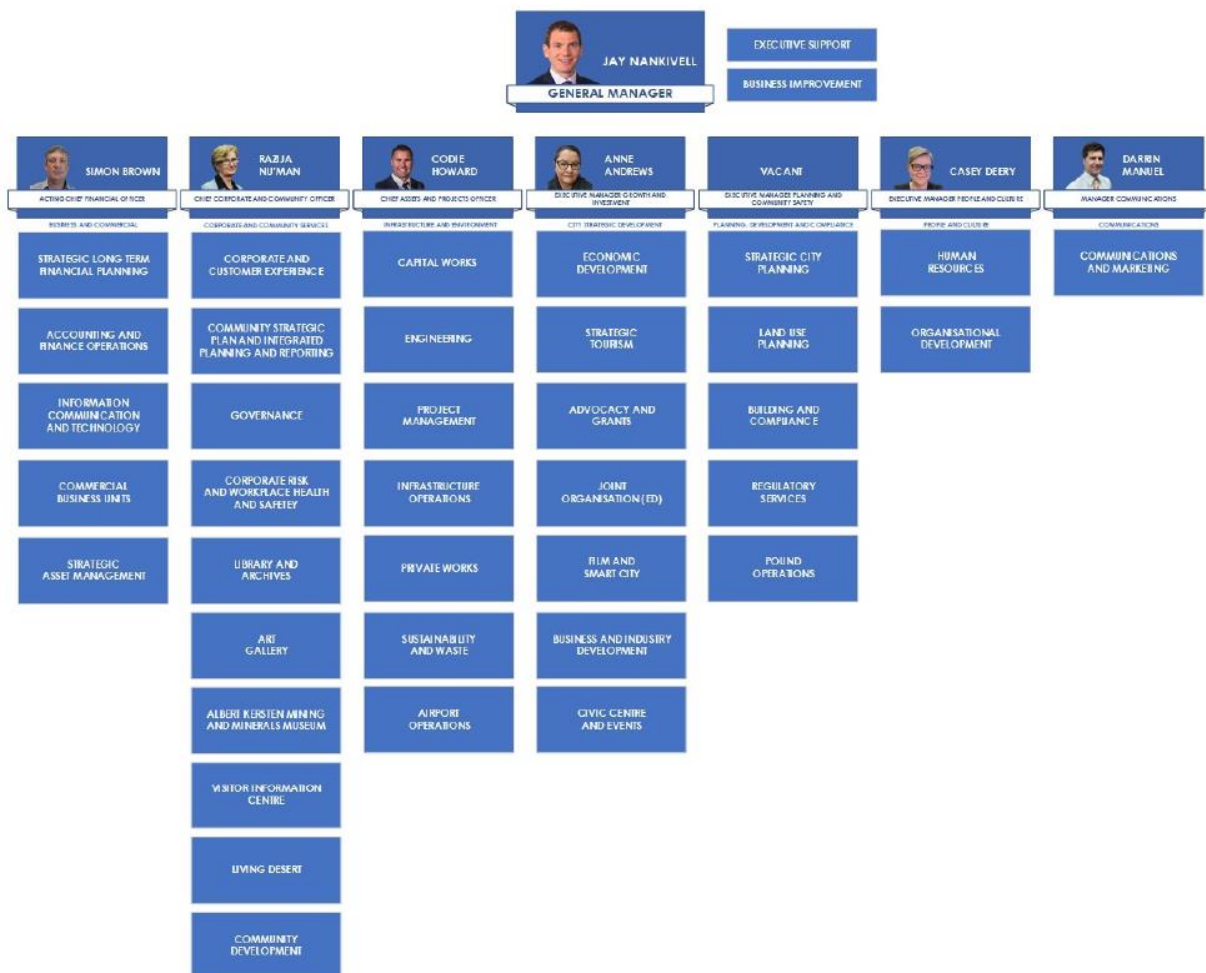 JAY NANKIVELL
GENERAL MANAGER
EXECUTIVE SUPPORT
BUSINESS IMPROVEMENT
SIMON BROWN
ACTING CHIEF FINANCIAL OFFICER
BUSINESS AND COMMERCIAL
STRATEGIC LONG TERM
FINANCIAL PLANNING
ACCOUNTING AND
FINANCE OPERATIONS
INFORMATION
COMMUNICATION
AND TECHNOLOGY
COMMERCIAL
BUSINESS UNITS
STRATEGIC
ASSET MANAGEMENT
RAZIJA
NU'MAN
CHIEF CORPORATE AND COMMUNITY OFFICER
CORPORATE AND COMMUNITY SERVICES
CORPORATE AND
CUSTOMER EXPERIENCE
COMMUNITY STRATEGIC
PLAN AND INTEGRATED
PLANNING AND REPORTING
GOVERNANCE
CORPORATE RISK
AND WORKPLACE HEALTH
AND SAFETEY
LIBRARY AND
ARCHIVES
ART
GALLERY
ALBERT KERSTEN MINING
AND MINERALS MUSEUM
VISITOR INFORMATION
CENTRE
LIVING DESERT
COMMUNITY
DEVELOPMENT
CODIE
HOWARD
CHIEF ASSETS AND PROJECTS OFFICER
INFRASTRUCTURE AND ENVIRONMENT
CAPITAL WORKS
ENGINEERING
PROJECT
MANAGEMENT
INFRASTRUCTURE
OPERATIONS
PRIVATE WORKS
SUSTAINABILITY
AND WASTE
AIRPORT
OPERATIONS
ANNE
ANDREWS
EXECUTIVE MANAGER GROWTH AND
INVESTMENT
CITY STRATEGIC DEVELOPMENT
ECONOMIC
DEVELOPMENT
STRATEGIC
TOURISM
ADVOCACY AND
GRANTS
JOINT
ORGANISATION (ED)
FILM AND
SMART CITY
BUSINESS AND INDUSTRY
DEVELOPMENT
CIVIC CENTRE
AND EVENTS
VACANT
EXECUTIVE MANAGER PLANNING AND
COMMUNITY SAFETY
PLANNING, DEVELOPMENT AND COMPLIANCE
STRATEGIC CITY
PLANNING
LAND USE
PLANNING
BUILDING AND
COMPLIANCE
REGULATORY
SERVICES
POUND
OPERATIONS
CASEY DEERY
EXECUTIVE MANAGER PEOPLE AND CULTURE
PEOPLE AND CULTURE
HUMAN
RESOURCES
ORGANISATIONAL
DEVELOPMENT
DARRIN
MANUEL
MANAGER COMMUNICATIONS
COMMUNICATIONS
COMMUNICATIONS
AND MARKETING